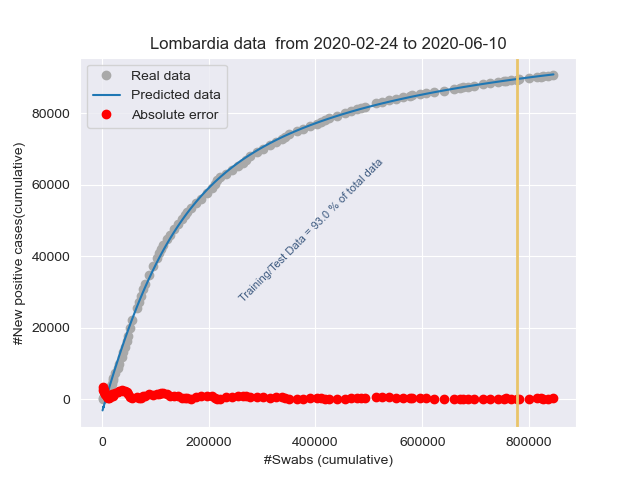 Lombardia data  from 2020-02-24 to 2020-06-10
Real data
Predicted data
Absolute error
80000
60000
40000
20000
0
#New positive cases(cumulative)
Training/Test Data = 93.0 % of total data
0
200000
400000
600000
800000
#Swabs (cumulative)